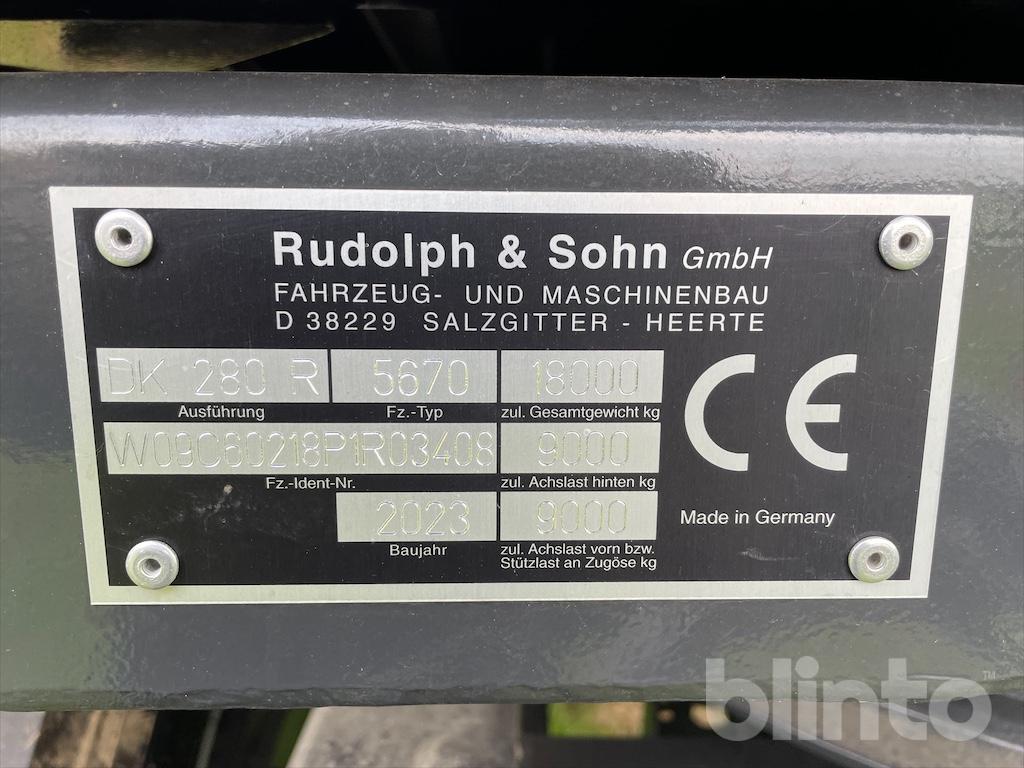 Rudolph & Sohn GmbH
FAHRZEUG- UND MASCHINENBAU
D 38229 SALZGITTER - HEERTE
DK 280 R 5670 18000
Ausführung Fz.-Typ zul. Gesamtgewicht kg
W09C60218P1R03408 9000
Fz.-Ident-Nr. zul. Achslast hinten kg
2023 9000
Baujahr zul. Achslast vorn bzw.
Stützlast an Zugöse kg
CE
Made in Germany
blinto™